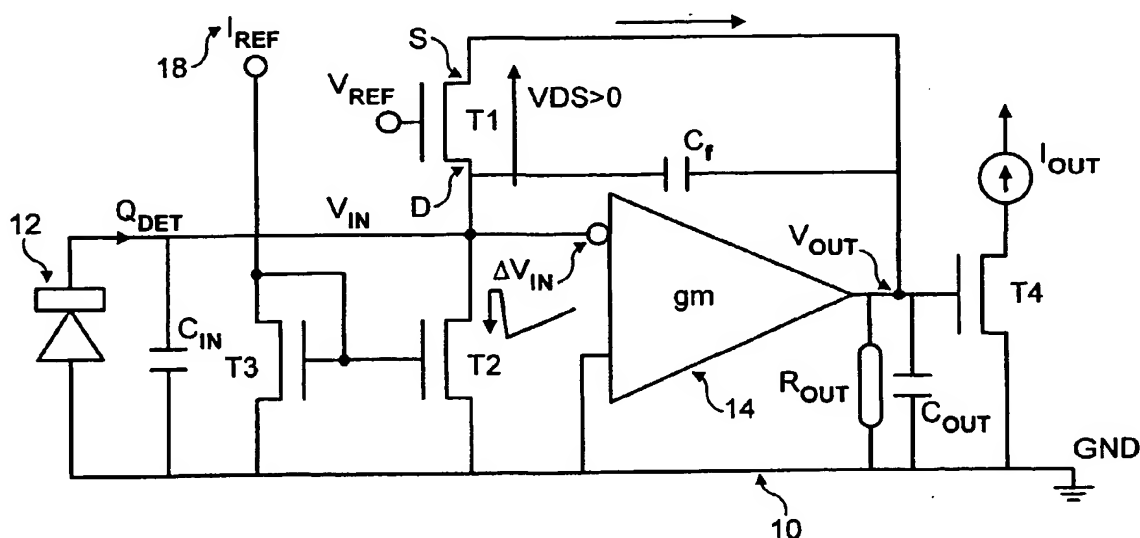 I_REF
18
S
V_REF
T1
VDS>0
C_f
D
I_OUT
12
Q_DET
V_IN
V_OUT
ΔV_IN
gm
T4
C_IN
T3
T2
14
R_OUT
C_OUT
GND
10